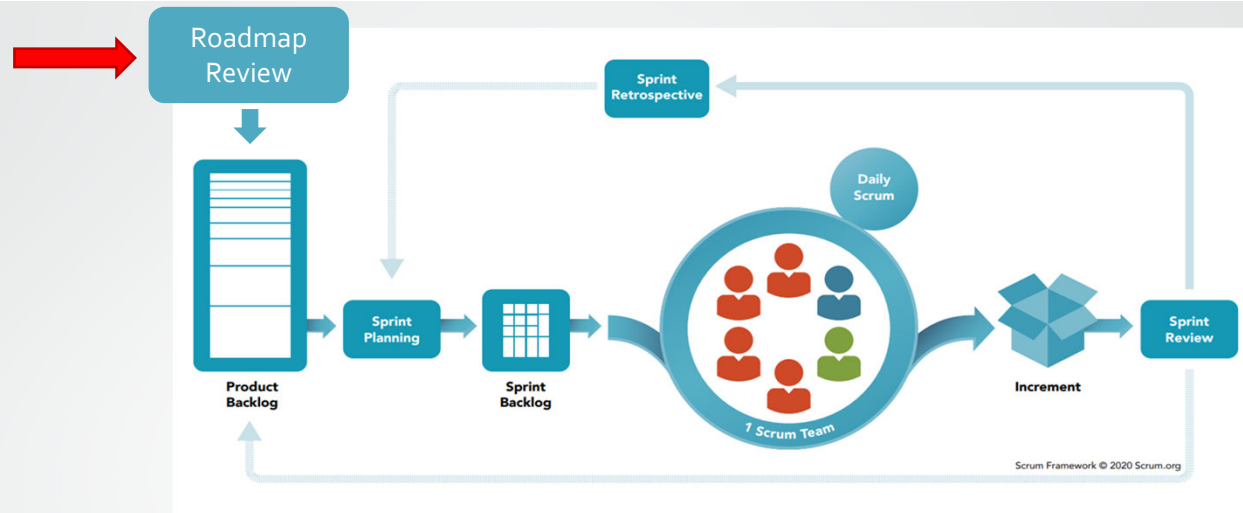 Roadmap
Review
Sprint
Retrospective
Daily
Scrum
Sprint
Planning
Sprint
Review
Product
Backlog
Sprint
Backlog
Increment
1 Scrum Team
Scrum Framework © 2020 Scrum.org